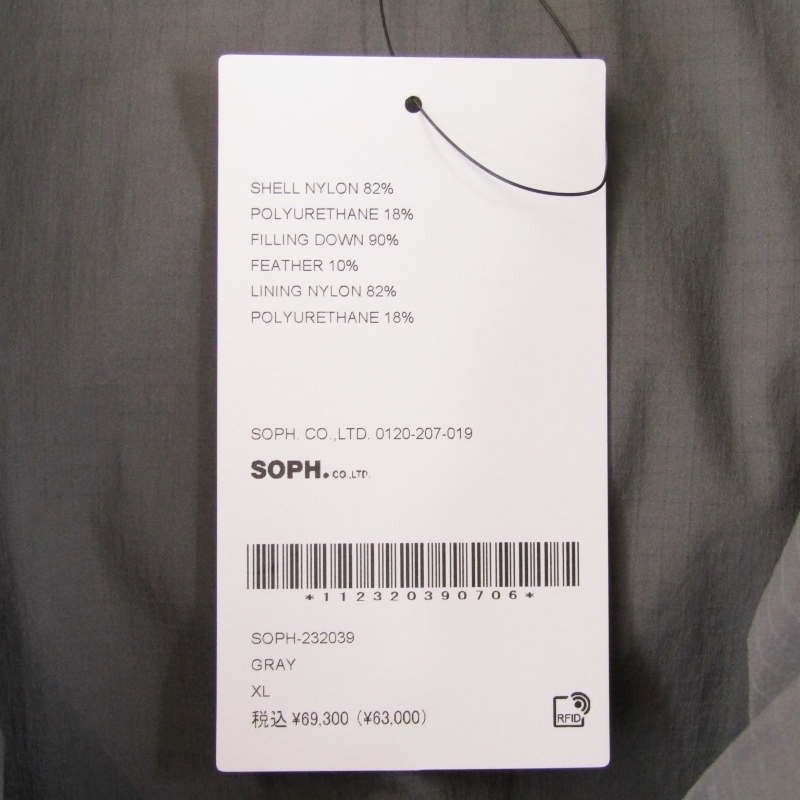 SHELL NYLON 82%
POLYURETHANE 18%
FILLING DOWN 90%
FEATHER 10%
LINING NYLON 82%
POLYURETHANE 18%
SOPH. CO.,LTD. 0120-207-019
SOPH. CO.,LTD.
*112320390706*
SOPH-232039
GRAY
XL
税込 ¥69,300 (¥63,000)
RFID